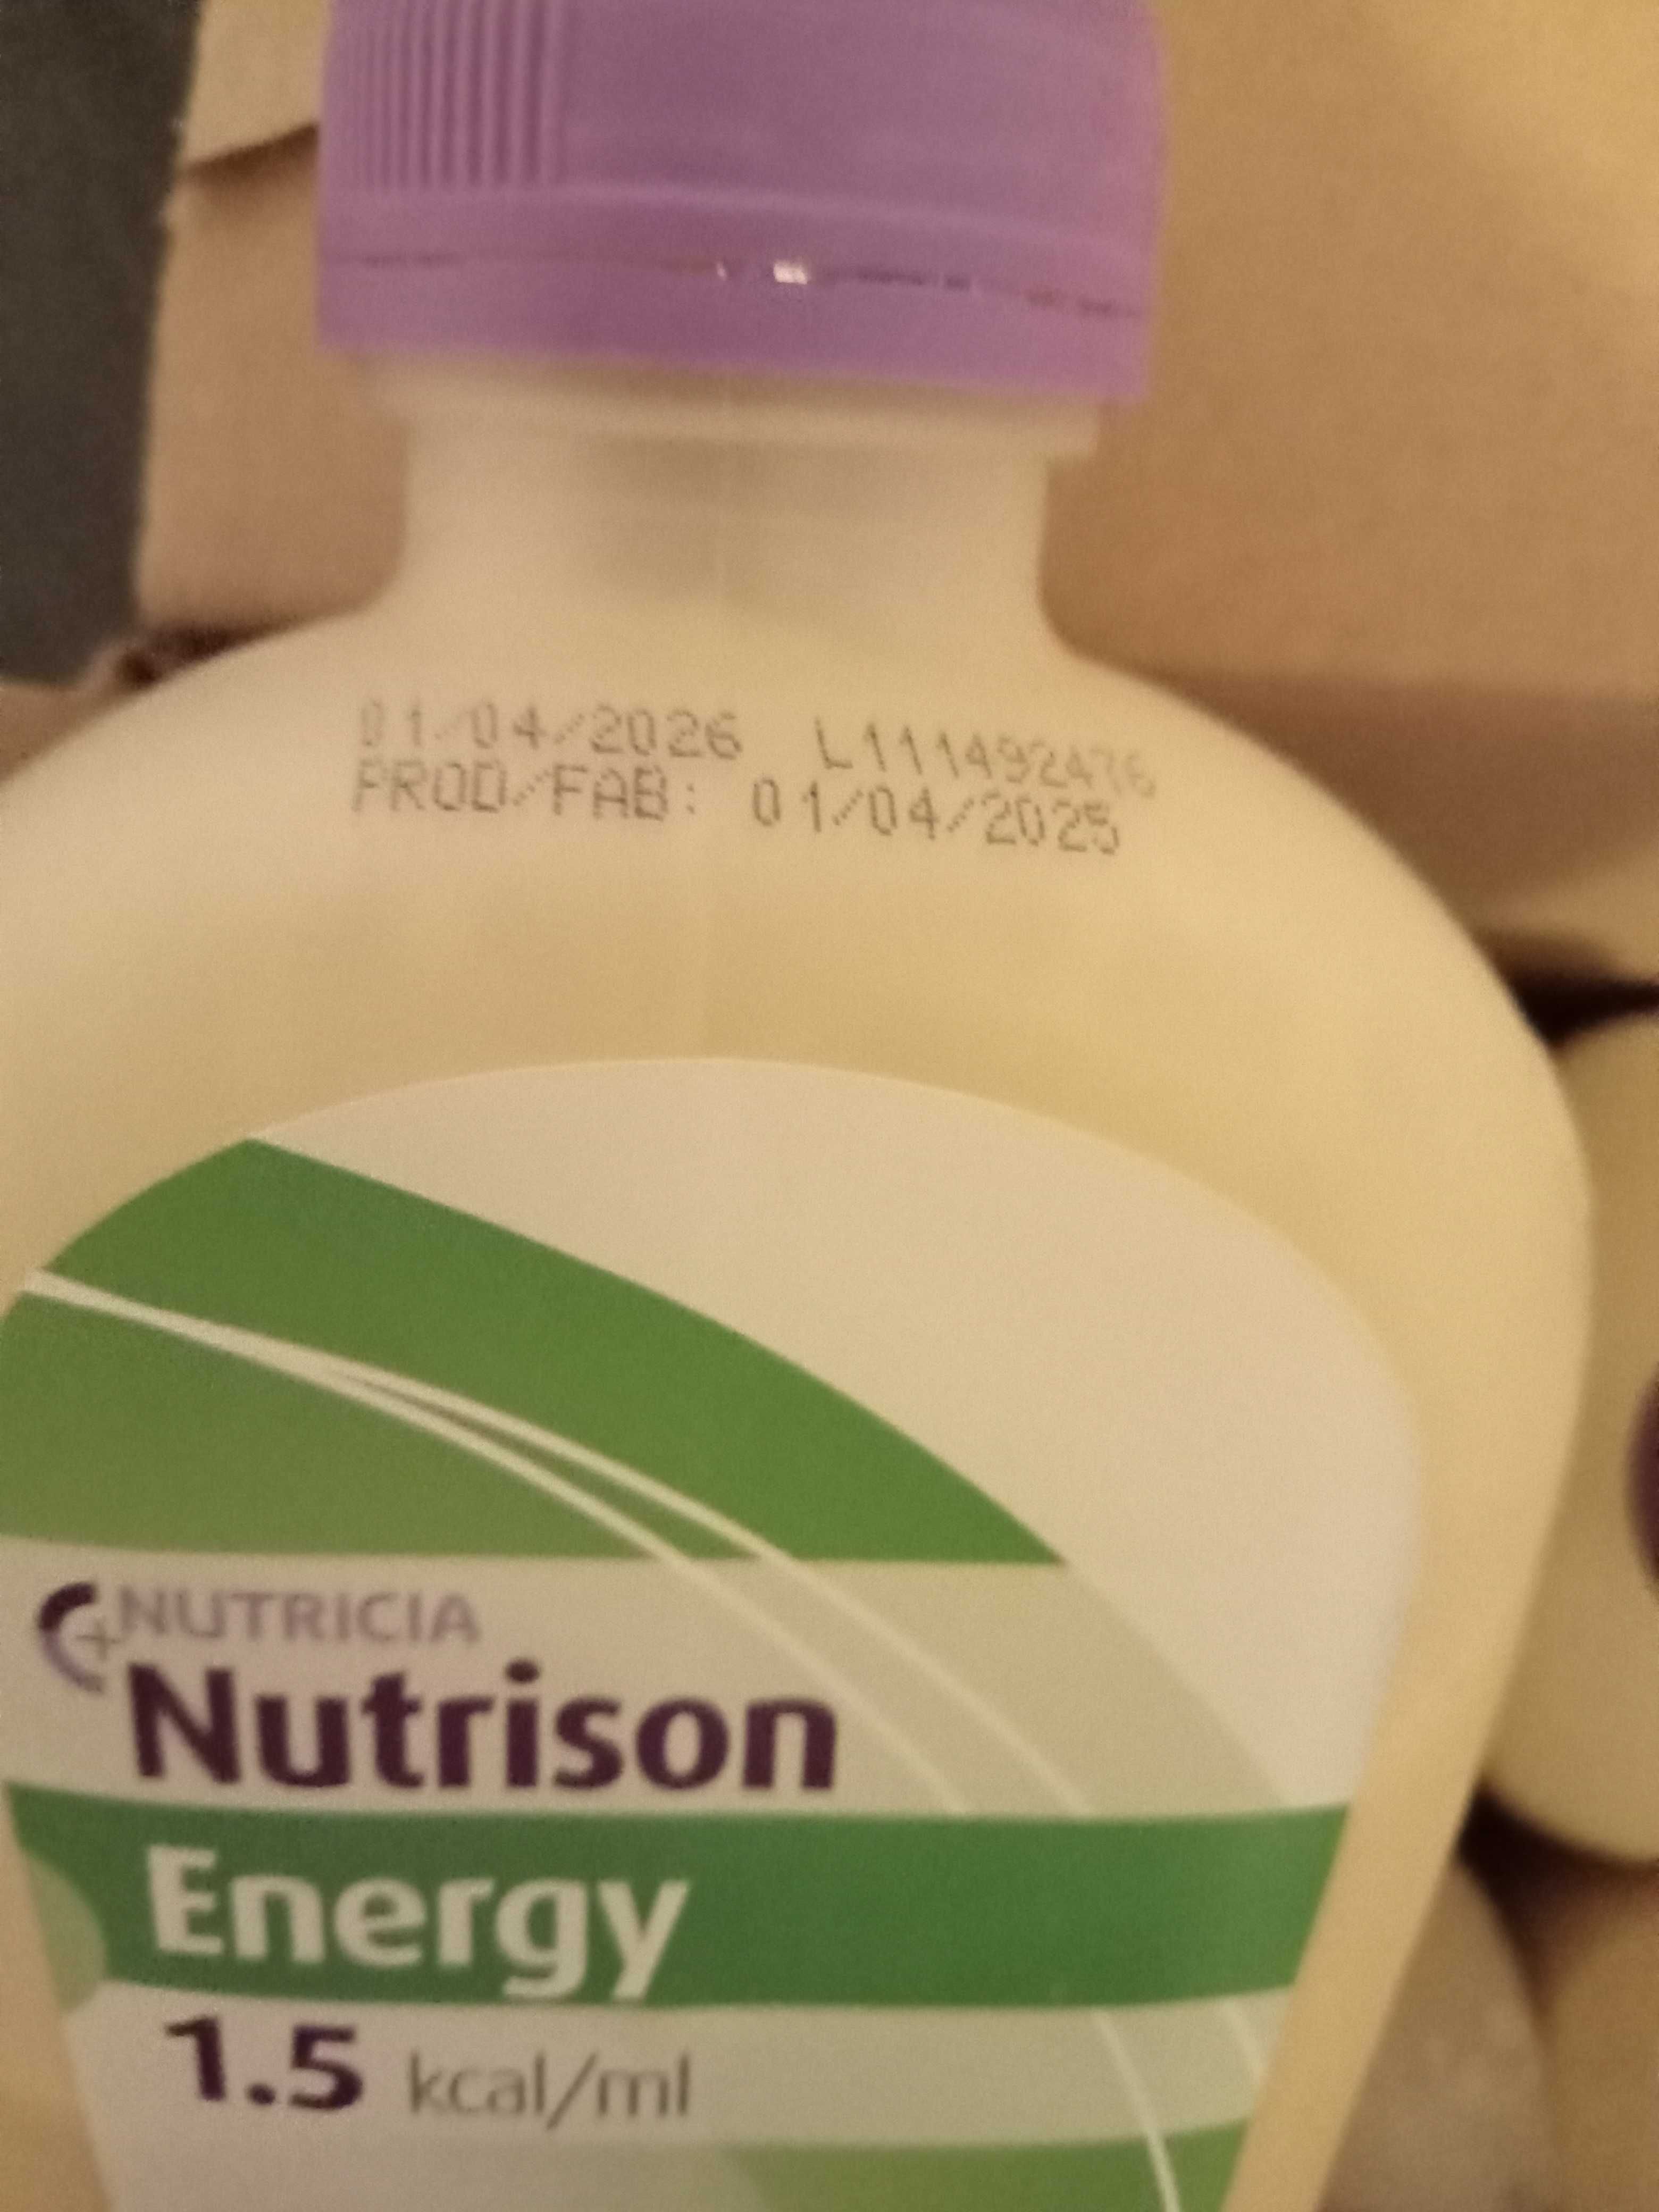 01/04/2026 L111492476
PROD/FAB: 01/04/2025
NUTRICIA
Nutrison
Energy
1.5 kcal/ml